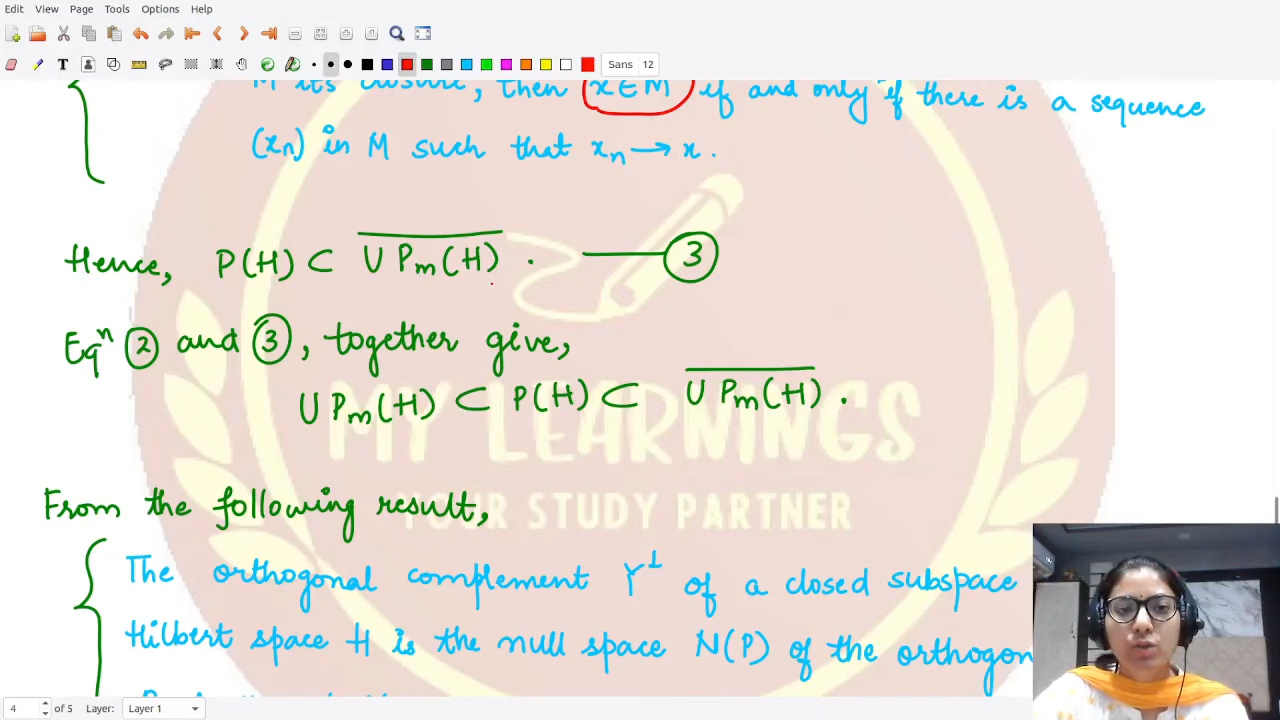 Edit View Page Tools Options Help
T Sans 12
M its closure, then x∈M if and only if there is a sequence
(xn) in M such that xn → x.
Hence, P(H) ⊂ U Pm(H) . 3
Eqn 2 and 3, together give,
U Pm(H) ⊂ P(H) ⊂ U Pm(H) .
MY LEARNINGS
From the following result,
YOUR STUDY PARTNER
The orthogonal complement Y⊥ of a closed subspace
Hilbert space H is the null space N(P) of the orthogon
4 of 5 Layer: Layer 1